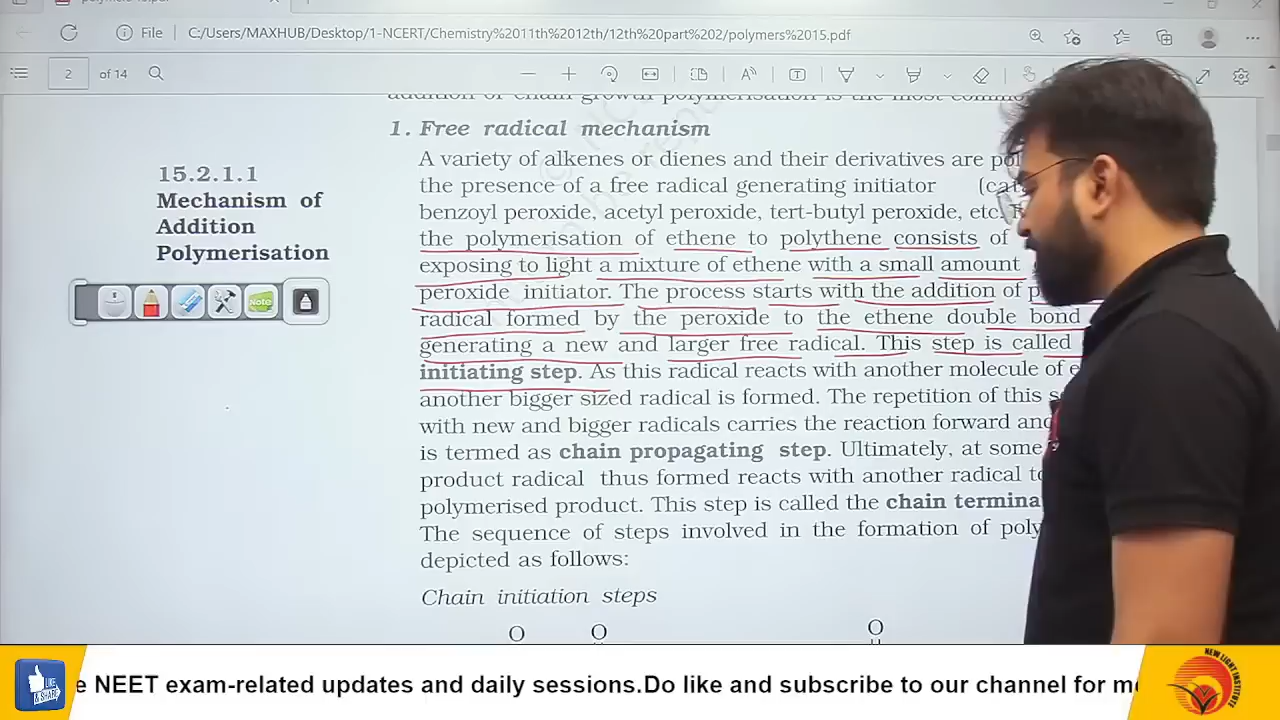 File C:/Users/MAXHUB/Desktop/1-NCERT/Chemistry%2011th%2012th/12th%20part%202/polymers%2015.pdf
2 of 14
addition or chain growth polymerisation is the most common
1. Free radical mechanism
15.2.1.1
Mechanism of
Addition
Polymerisation
Note
A variety of alkenes or dienes and their derivatives are
the presence of a free radical generating initiator
benzoyl peroxide, acetyl peroxide, tert-butyl peroxide, etc.
the polymerisation of ethene to polythene consists of
exposing to light a mixture of ethene with a small amount
peroxide initiator. The process starts with the addition of
radical formed by the peroxide to the ethene double bond
generating a new and larger free radical. This step is called
initiating step. As this radical reacts with another molecule of
another bigger sized radical is formed. The repetition of this
with new and bigger radicals carries the reaction forward and
is termed as chain propagating step. Ultimately, at some
product radical thus formed reacts with another radical
polymerised product. This step is called the chain
The sequence of steps involved in the formation of
depicted as follows:
Chain initiation steps
O O O
LIKE
& SHARE
e NEET exam-related updates and daily sessions.Do like and subscribe to our channel for
NEW LIGHT INSTITUTE